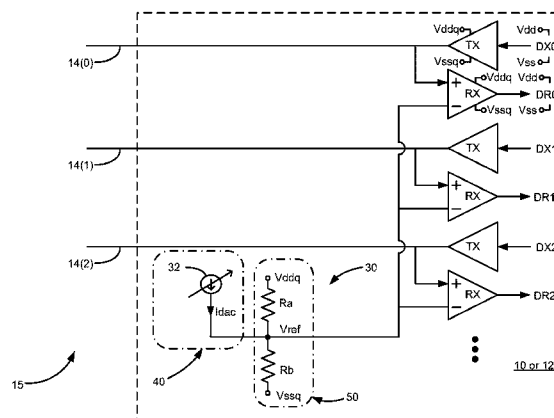 Vddq Vdd
TX DX0
14(0) Vssq Vss
Vddq Vdd
+ RX DR0
− Vssq Vss
14(1) TX DX1
+ RX DR1
−
14(2) TX DX2
32 Vddq 30 + RX DR2
Idac Ra −
Vref
15 40 Rb 10 or 12
Vssq 50